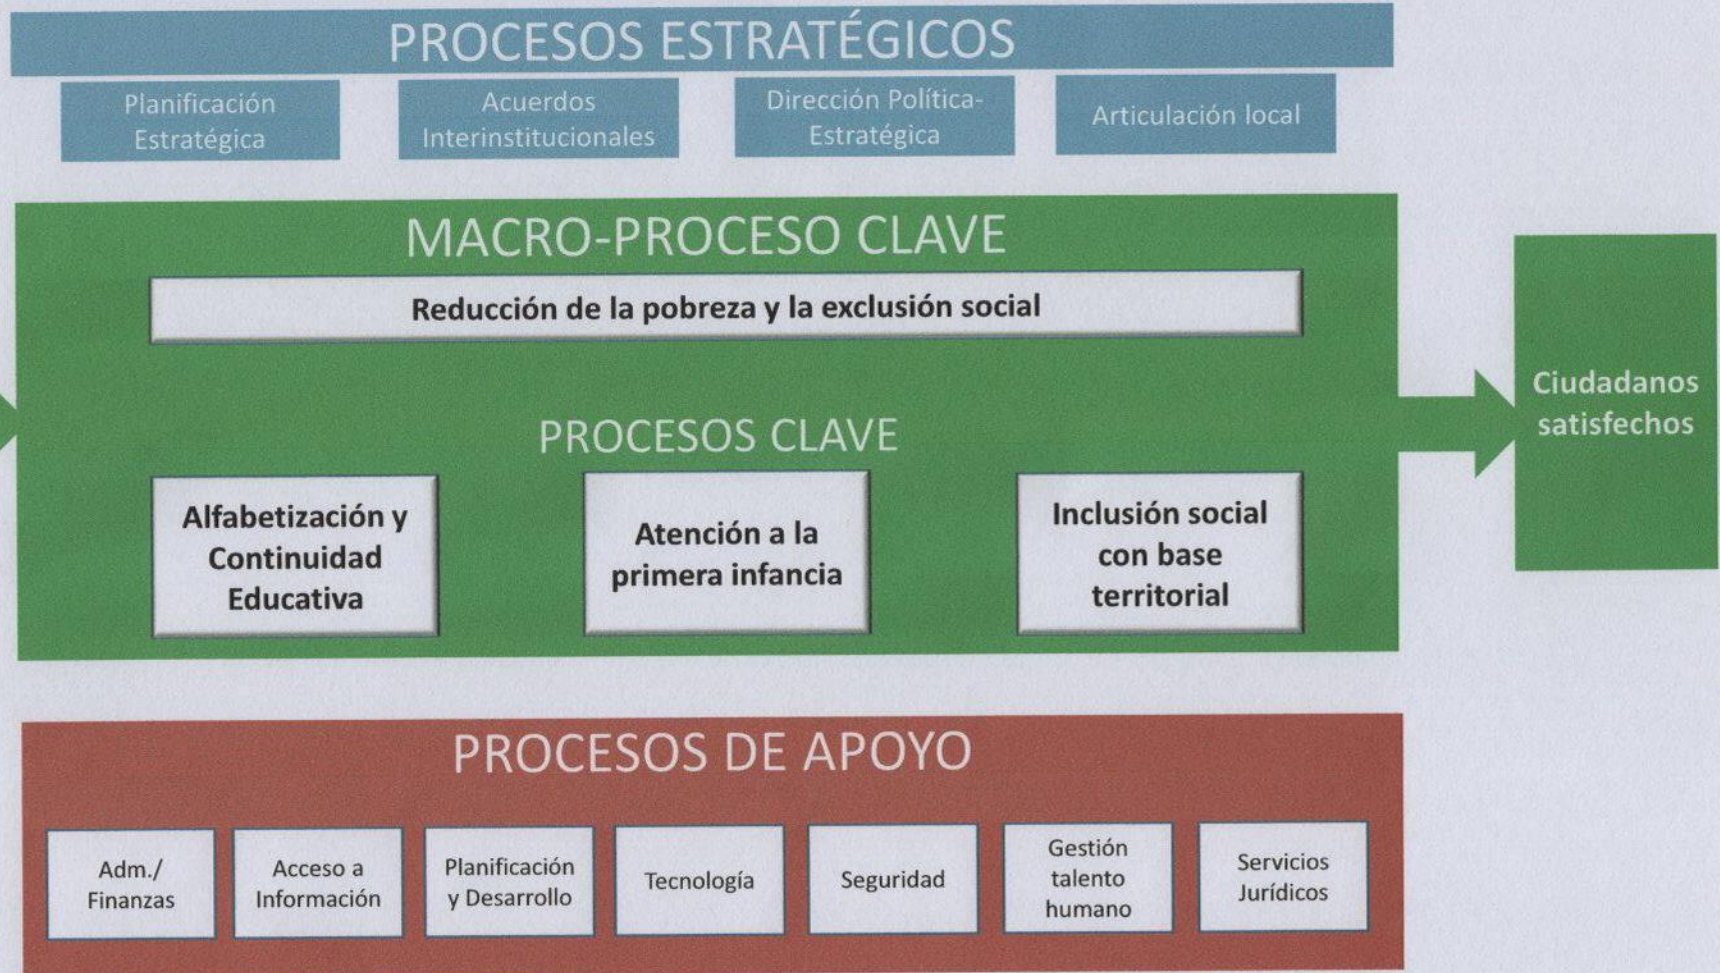 PROCESOS ESTRATÉGICOS
Planificación
Estratégica
Acuerdos
Interinstitucionales
Dirección Política-
Estratégica
Articulación local
MACRO-PROCESO CLAVE
Reducción de la pobreza y la exclusión social
PROCESOS CLAVE
Alfabetización y
Continuidad
Educativa
Atención a la
primera infancia
Inclusión social
con base
territorial
Ciudadanos
satisfechos
PROCESOS DE APOYO
Adm./
Finanzas
Acceso a
Información
Planificación
y Desarrollo
Tecnología
Seguridad
Gestión
talento
humano
Servicios
Jurídicos